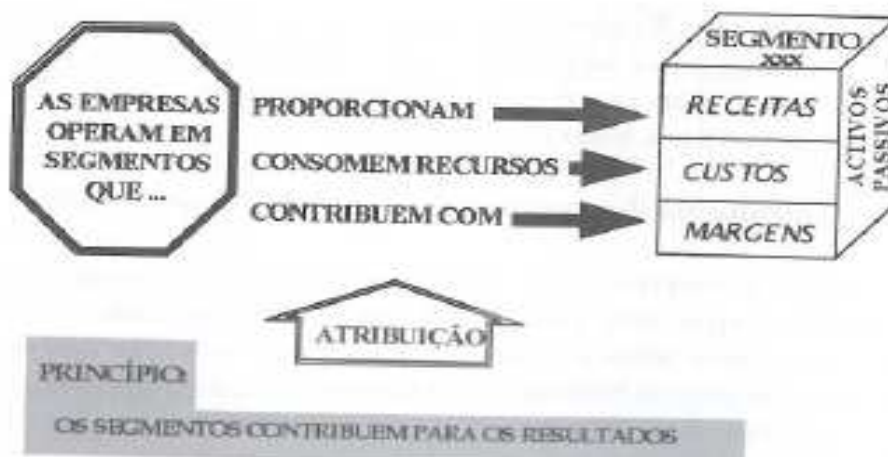 AS EMPRESAS
OPERAM EM
SEGMENTOS
QUE ...
PROPORCIONAM
CONSOMEM RECURSOS
CONTRIBUEM COM
SEGMENTO
XXX
RECEITAS
CUSTOS
MARGENS
ACTIVOS
PASSIVOS
ATRIBUIÇÃO
PRINCÍPIO:
OS SEGMENTOS CONTRIBUEM PARA OS RESULTADOS